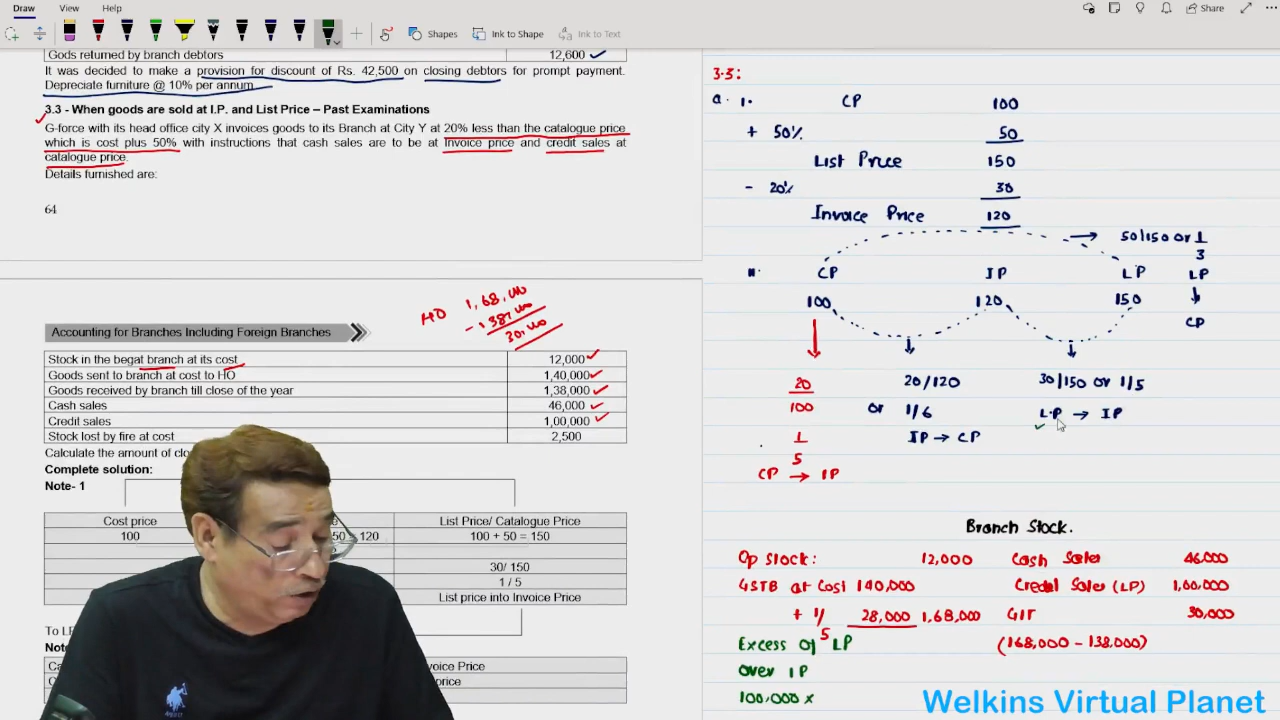 Draw
Share
Shapes
Ink to Shape
Ink to Text
Gods returned by branch debtors 12,600
It was decided to make a provision for discount of Rs. 42,500 on closing debtors for prompt payment.
Depreciate furniture @ 10% per annum
3.3 - When goods are sold at I.P. and List Price – Past Examinations
G-force with its head office city X invoices goods to its Branch at City Y at 20% less than the catalogue price
which is cost plus 50% with instructions that cash sales are to be at Invoice price and credit sales at
catalogue price.
Details furnished are:
64
HO 1,68,000
- 1,38,000
30,000
Accounting for Branches Including Foreign Branches
Stock in the begat branch at its cost 12,000
Goods sent to branch at cost to HO 1,40,000
Goods received by branch till close of the year 1,38,000
Cash sales 46,000
Credit sales 1,00,000
Stock lost by fire at cost 2,500
Calculate the amount of clo
Complete solution:
Note- 1
Cost price List Price/ Catalogue Price
100 50 = 120 100 + 50 = 150
30/ 150
1 / 5
List price into Invoice Price
To LF
Note
Ca voice Price
Cre price
3.3:
a. 1. CP 100
+ 50% 50
List Price 150
- 20% 30
Invoice Price 120
50/150 or 1/3
LP
↓
CP
11. CP IP LP
100 120 150
20/100
1/5
CP → IP
20/120
or 1/6
IP → CP
30/150 or 1/5
L.P → IP
Branch Stock.
Op Stock: 12,000 Cash Sales 46,000
GSTB at Cost 140,000 Credit Sales (LP) 1,00,000
+ 1/5 28,000 1,68,000 GIT 30,000
Excess of LP (168,000 - 138,000)
over IP
100,000 x
Welkins Virtual Planet